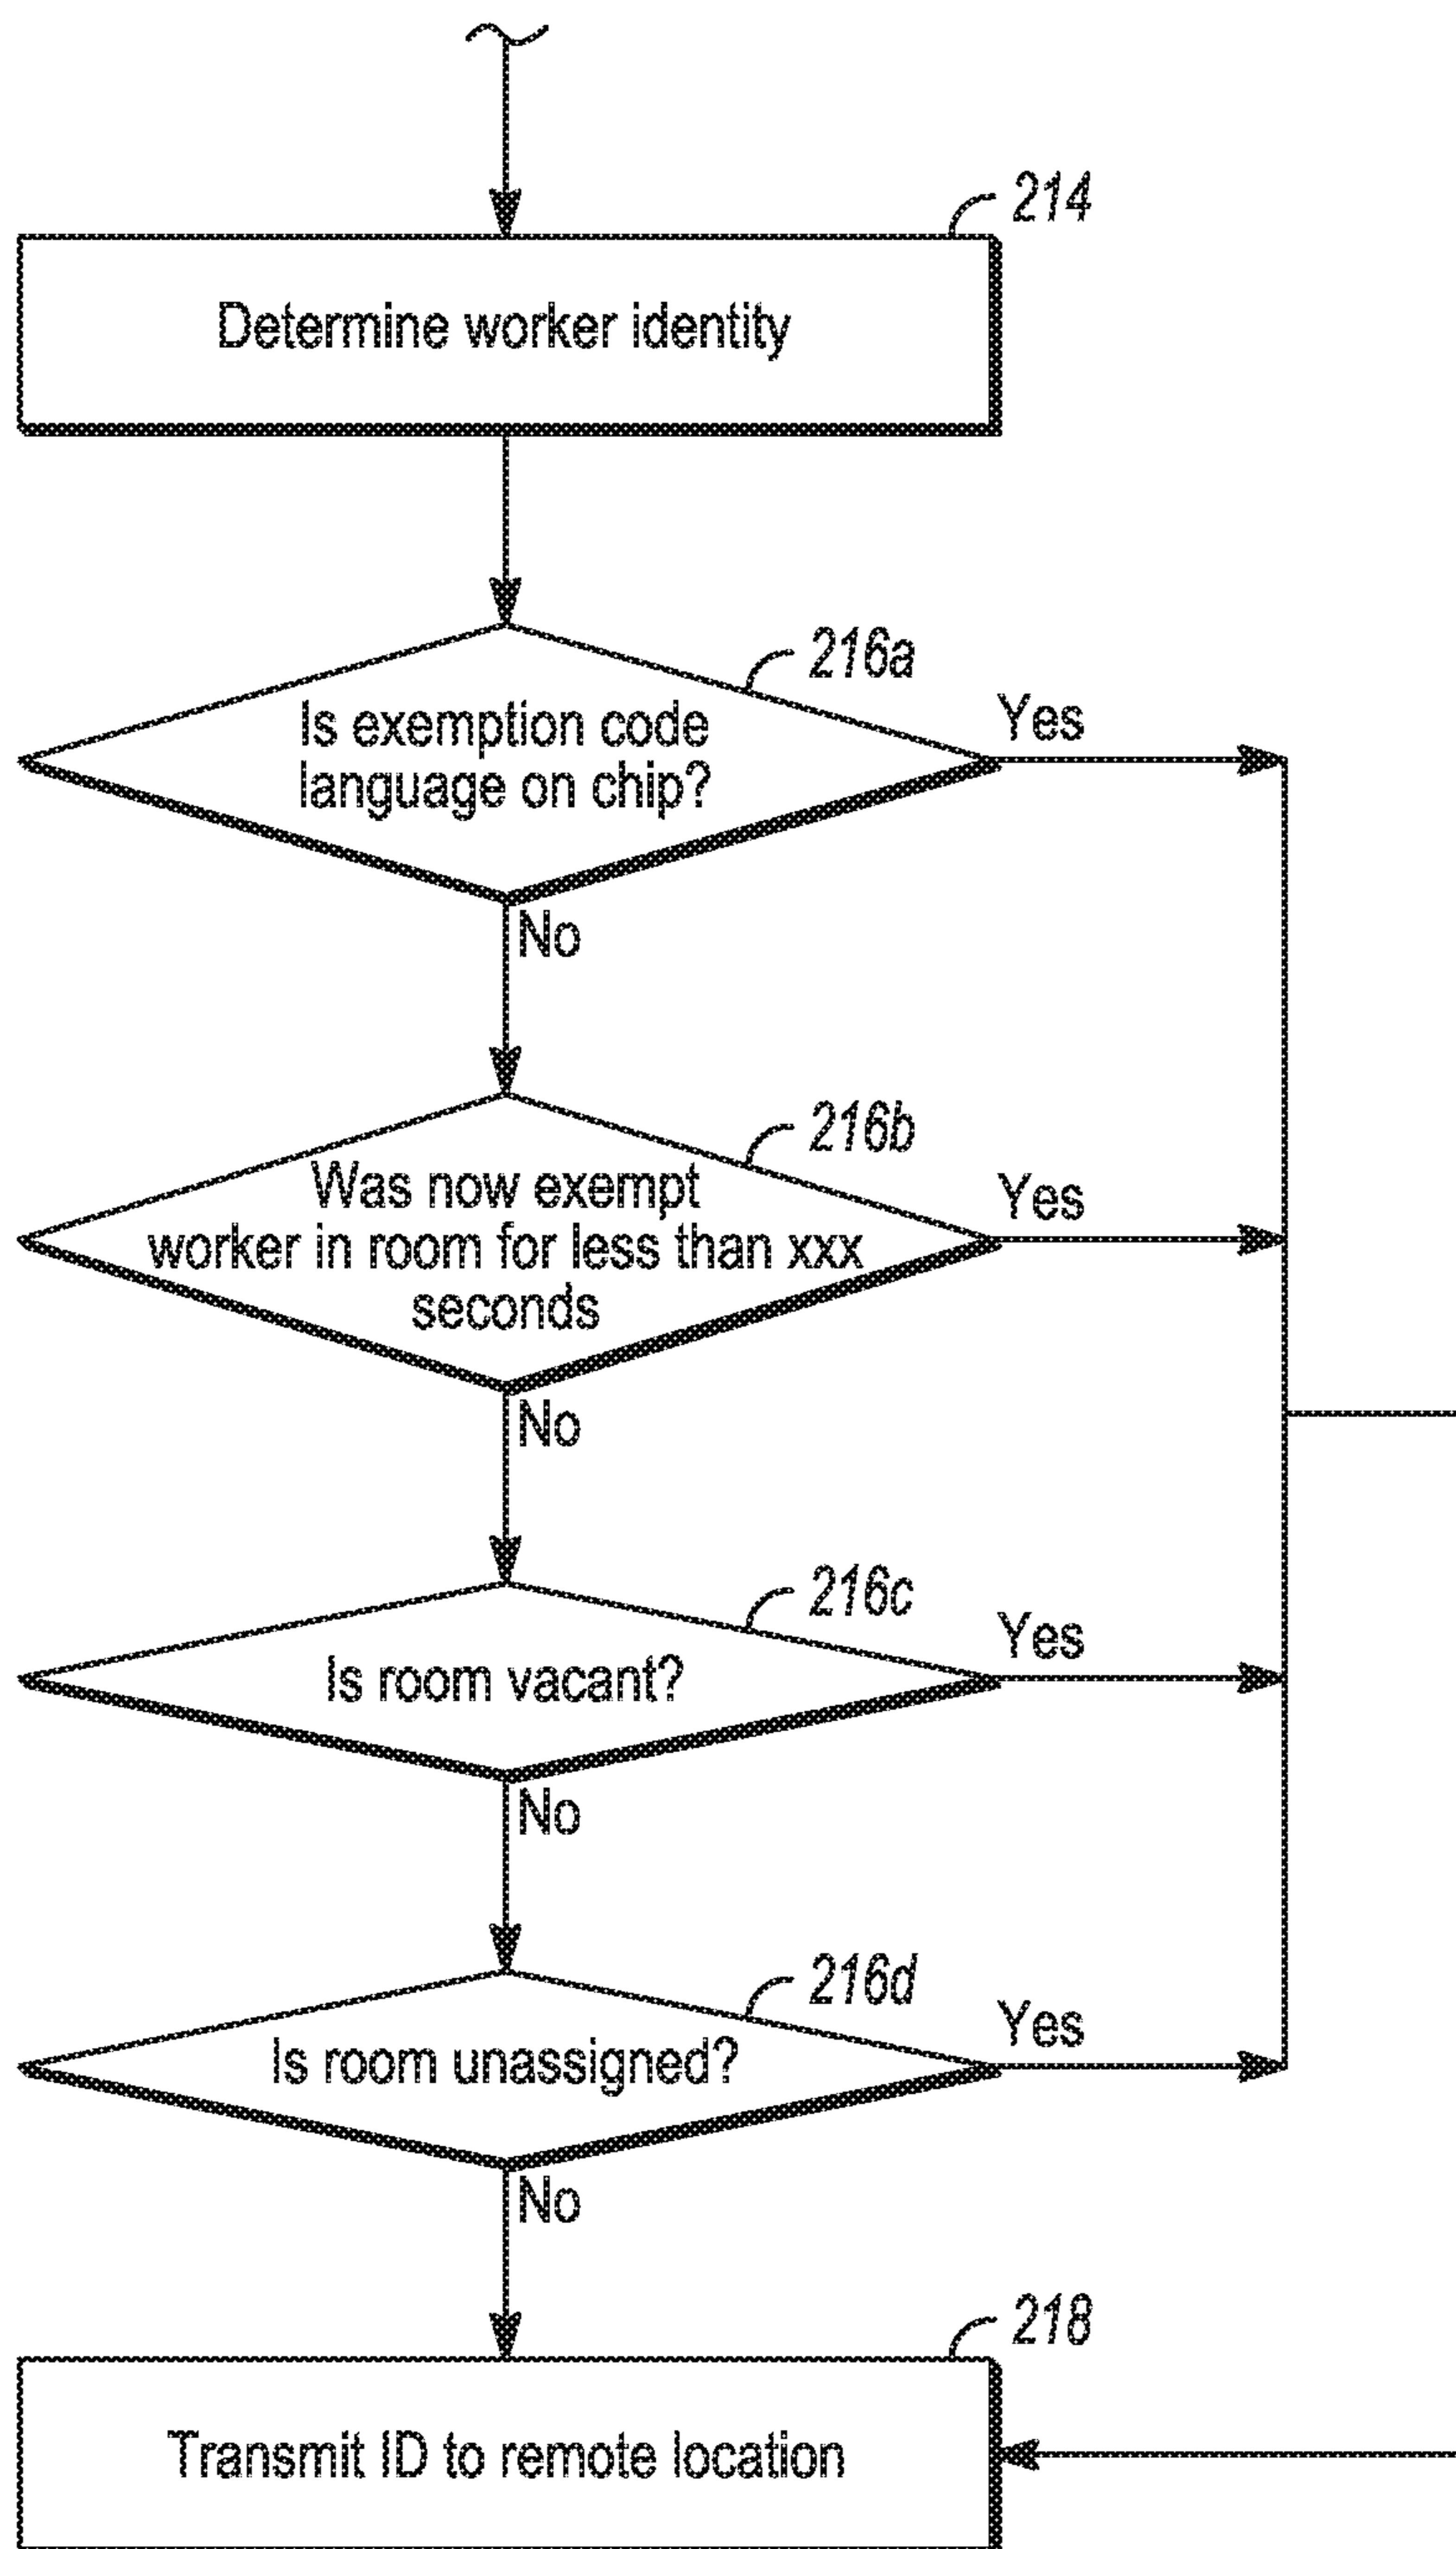 214
Determine worker identity
216a
Is exemption code
language on chip?
Yes
No
216b
Was now exempt
worker in room for less than xxx
seconds
Yes
No
216c
Is room vacant?
Yes
No
216d
Is room unassigned?
Yes
No
218
Transmit ID to remote location